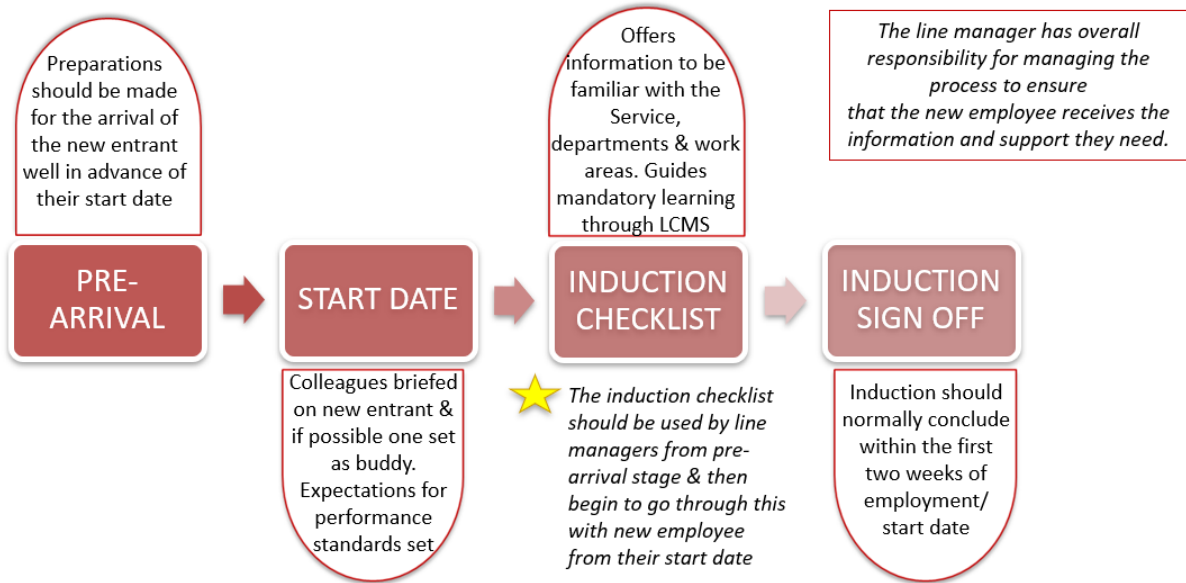 Preparations
should be made
for the arrival of
the new entrant
well in advance of
their start date
PRE-
ARRIVAL
START DATE
Colleagues briefed
on new entrant &
if possible one set
as buddy.
Expectations for
performance
standards set
Offers
information to be
familiar with the
Service,
departments & work
areas. Guides
mandatory learning
through LCMS
INDUCTION
CHECKLIST
The induction checklist
should be used by line
managers from pre-
arrival stage & then
begin to go through this
with new employee
from their start date
The line manager has overall
responsibility for managing the
process to ensure
that the new employee receives the
information and support they need.
INDUCTION
SIGN OFF
Induction should
normally conclude
within the first
two weeks of
employment/
start date